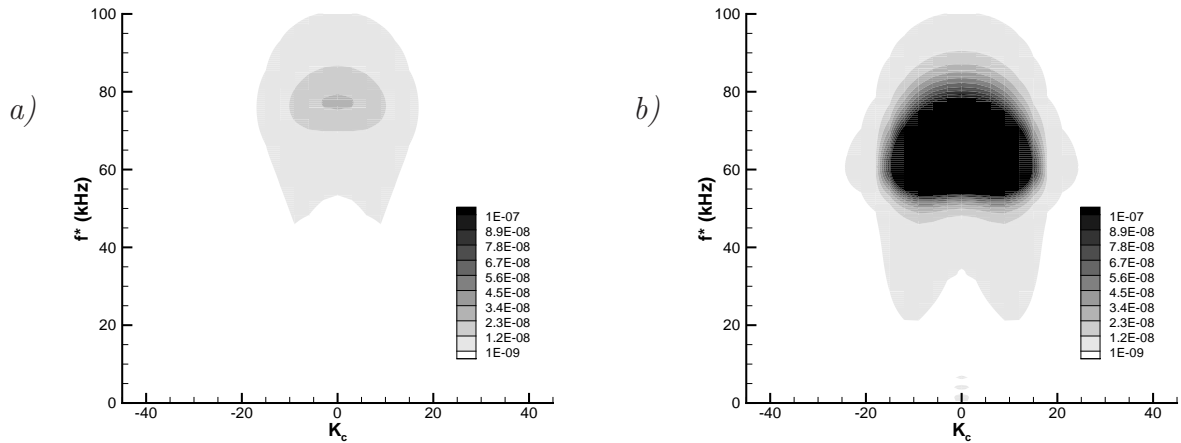 a)
f* (kHz)
100
80
60
40
20
0
-40 -20 0 20 40
K_c
1E-07
8.9E-08
7.8E-08
6.7E-08
5.6E-08
4.5E-08
3.4E-08
2.3E-08
1.2E-08
1E-09
b)
f* (kHz)
100
80
60
40
20
0
-40 -20 0 20 40
K_c
1E-07
8.9E-08
7.8E-08
6.7E-08
5.6E-08
4.5E-08
3.4E-08
2.3E-08
1.2E-08
1E-09